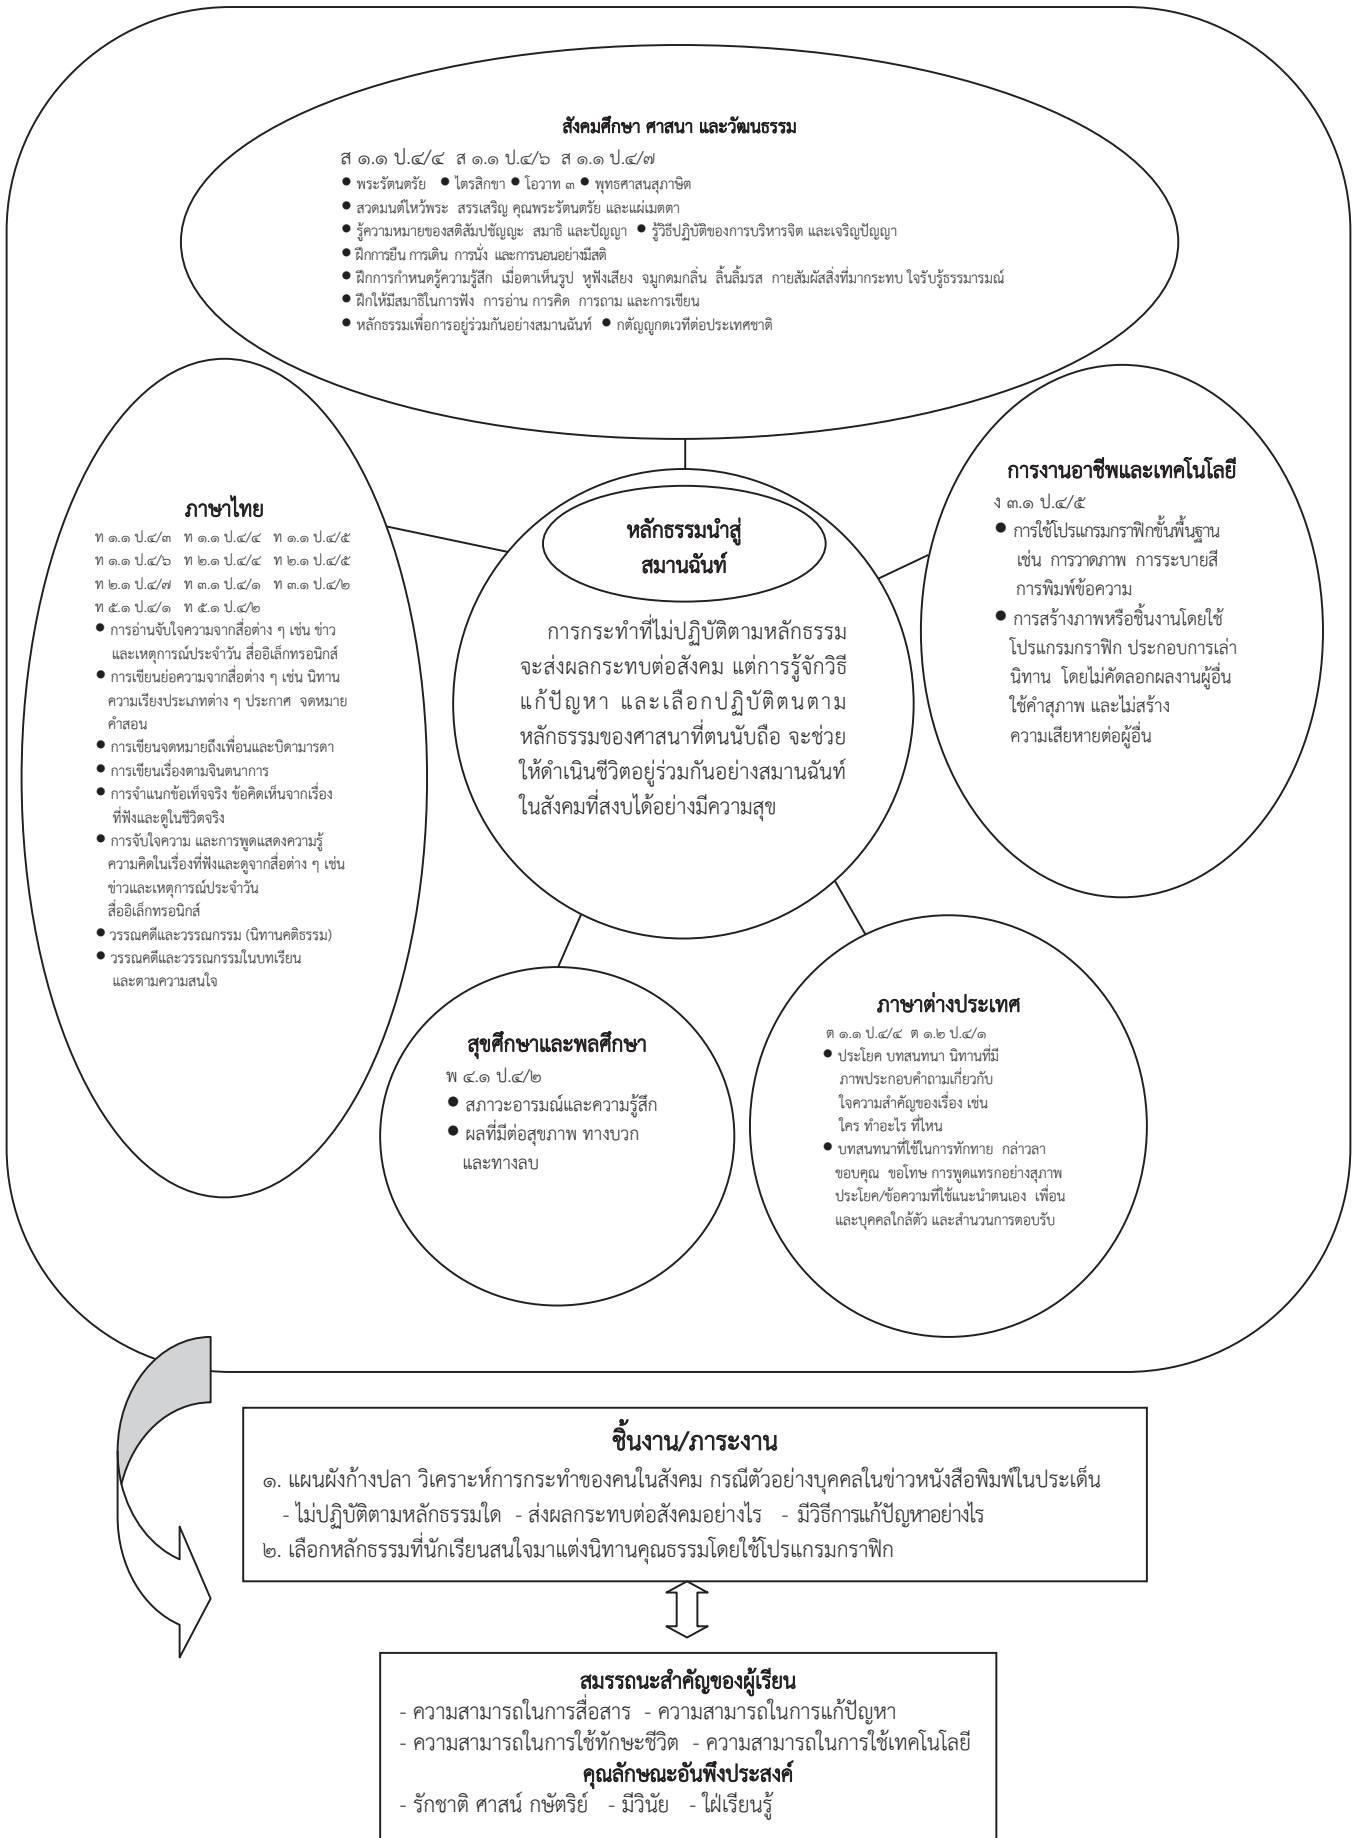 สังคมศึกษา ศาสนา และวัฒนธรรม
ส ๑.๑ ป.๔/๔ ส ๑.๑ ป.๔/๖ ส ๑.๑ ป.๔/๗
● พระรัตนตรัย ● ไตรสิกขา ● โอวาท ๓ ● พุทธศาสนสุภาษิต
● สวดมนต์ไหว้พระ สรรเสริญ คุณพระรัตนตรัย และแผ่เมตตา
● รู้ความหมายของสติสัมปชัญญะ สมาธิ และปัญญา ● รู้วิธีปฏิบัติของการบริหารจิต และเจริญปัญญา
● ฝึกการยืน การเดิน การนั่ง และการนอนอย่างมีสติ
● ฝึกการกำหนดรู้ความรู้สึก เมื่อตาเห็นรูป หูฟังเสียง จมูกดมกลิ่น ลิ้นลิ้มรส กายสัมผัสสิ่งที่มากระทบ ใจรับรู้ธรรมารมณ์
● ฝึกให้มีสมาธิในการฟัง การอ่าน การคิด การถาม และการเขียน
● หลักธรรมเพื่อการอยู่ร่วมกันอย่างสมานฉันท์ ● กตัญญูกตเวทีต่อประเทศชาติ
ภาษาไทย
ท ๑.๑ ป.๔/๓ ท ๑.๑ ป.๔/๔ ท ๑.๑ ป.๔/๕
ท ๑.๑ ป.๔/๖ ท ๒.๑ ป.๔/๔ ท ๒.๑ ป.๔/๕
ท ๒.๑ ป.๔/๗ ท ๓.๑ ป.๔/๑ ท ๓.๑ ป.๔/๒
ท ๕.๑ ป.๔/๑ ท ๕.๑ ป.๔/๒
● การอ่านจับใจความจากสื่อต่าง ๆ เช่น ข่าว
และเหตุการณ์ประจำวัน สื่ออิเล็กทรอนิกส์
● การเขียนย่อความจากสื่อต่าง ๆ เช่น นิทาน
ความเรียงประเภทต่าง ๆ ประกาศ จดหมาย
คำสอน
● การเขียนจดหมายถึงเพื่อนและบิดามารดา
● การเขียนเรื่องตามจินตนาการ
● การจำแนกข้อเท็จจริง ข้อคิดเห็นจากเรื่อง
ที่ฟังและดูในชีวิตจริง
● การจับใจความ และการพูดแสดงความรู้
ความคิดในเรื่องที่ฟังและดูจากสื่อต่าง ๆ เช่น
ข่าวและเหตุการณ์ประจำวัน
สื่ออิเล็กทรอนิกส์
● วรรณคดีและวรรณกรรม (นิทานคติธรรม)
● วรรณคดีและวรรณกรรมในบทเรียน
และตามความสนใจ
หลักธรรมนำสู่
สมานฉันท์
การกระทำที่ไม่ปฏิบัติตามหลักธรรม
จะส่งผลกระทบต่อสังคม แต่การรู้จักวิธี
แก้ปัญหา และเลือกปฏิบัติตนตาม
หลักธรรมของศาสนาที่ตนนับถือ จะช่วย
ให้ดำเนินชีวิตอยู่ร่วมกันอย่างสมานฉันท์
ในสังคมที่สงบได้อย่างมีความสุข
การงานอาชีพและเทคโนโลยี
ง ๓.๑ ป.๔/๕
● การใช้โปรแกรมกราฟิกขั้นพื้นฐาน
เช่น การวาดภาพ การระบายสี
การพิมพ์ข้อความ
● การสร้างภาพหรือชิ้นงานโดยใช้
โปรแกรมกราฟิก ประกอบการเล่า
นิทาน โดยไม่คัดลอกผลงานผู้อื่น
ใช้คำสุภาพ และไม่สร้าง
ความเสียหายต่อผู้อื่น
สุขศึกษาและพลศึกษา
พ ๔.๑ ป.๔/๒
● สภาวะอารมณ์และความรู้สึก
● ผลที่มีต่อสุขภาพ ทางบวก
และทางลบ
ภาษาต่างประเทศ
ต ๑.๑ ป.๔/๔ ต ๑.๒ ป.๔/๑
● ประโยค บทสนทนา นิทานที่มี
ภาพประกอบคำถามเกี่ยวกับ
ใจความสำคัญของเรื่อง เช่น
ใคร ทำอะไร ที่ไหน
● บทสนทนาที่ใช้ในการทักทาย กล่าวลา
ขอบคุณ ขอโทษ การพูดแทรกอย่างสุภาพ
ประโยค/ข้อความที่ใช้แนะนำตนเอง เพื่อน
และบุคคลใกล้ตัว และสำนวนการตอบรับ
ชิ้นงาน/ภาระงาน
๑. แผนผังก้างปลา วิเคราะห์การกระทำของคนในสังคม กรณีตัวอย่างบุคคลในข่าวหนังสือพิมพ์ในประเด็น
- ไม่ปฏิบัติตามหลักธรรมใด - ส่งผลกระทบต่อสังคมอย่างไร - มีวิธีการแก้ปัญหาอย่างไร
๒. เลือกหลักธรรมที่นักเรียนสนใจมาแต่งนิทานคุณธรรมโดยใช้โปรแกรมกราฟิก
สมรรถนะสำคัญของผู้เรียน
- ความสามารถในการสื่อสาร - ความสามารถในการแก้ปัญหา
- ความสามารถในการใช้ทักษะชีวิต - ความสามารถในการใช้เทคโนโลยี
คุณลักษณะอันพึงประสงค์
- รักชาติ ศาสน์ กษัตริย์ - มีวินัย - ใฝ่เรียนรู้